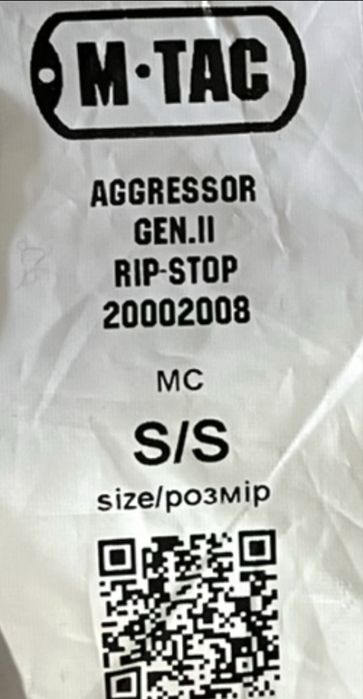 M·TAC
AGGRESSOR
GEN.II
RIP-STOP
20002008
MC
S/S
size/розмір